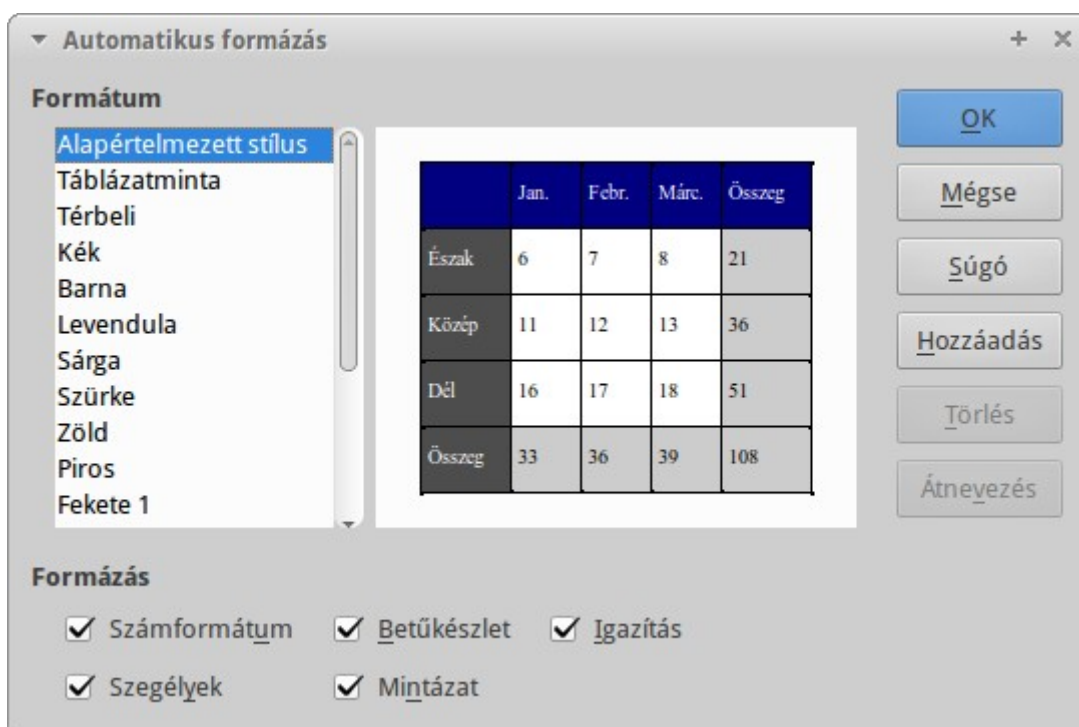 Automatikus formázás
Formátum
Alapértelmezett stílus
Táblázatminta
Térbeli
Kék
Barna
Levendula
Sárga
Szürke
Zöld
Piros
Fekete 1
Jan. Febr. Márc. Összeg
Észak 6 7 8 21
Közép 11 12 13 36
Dél 16 17 18 51
Összeg 33 36 39 108
OK
Mégse
Súgó
Hozzáadás
Törlés
Átnevezés
Formázás
Számformátum Betűkészlet Igazítás
Szegélyek Mintázat